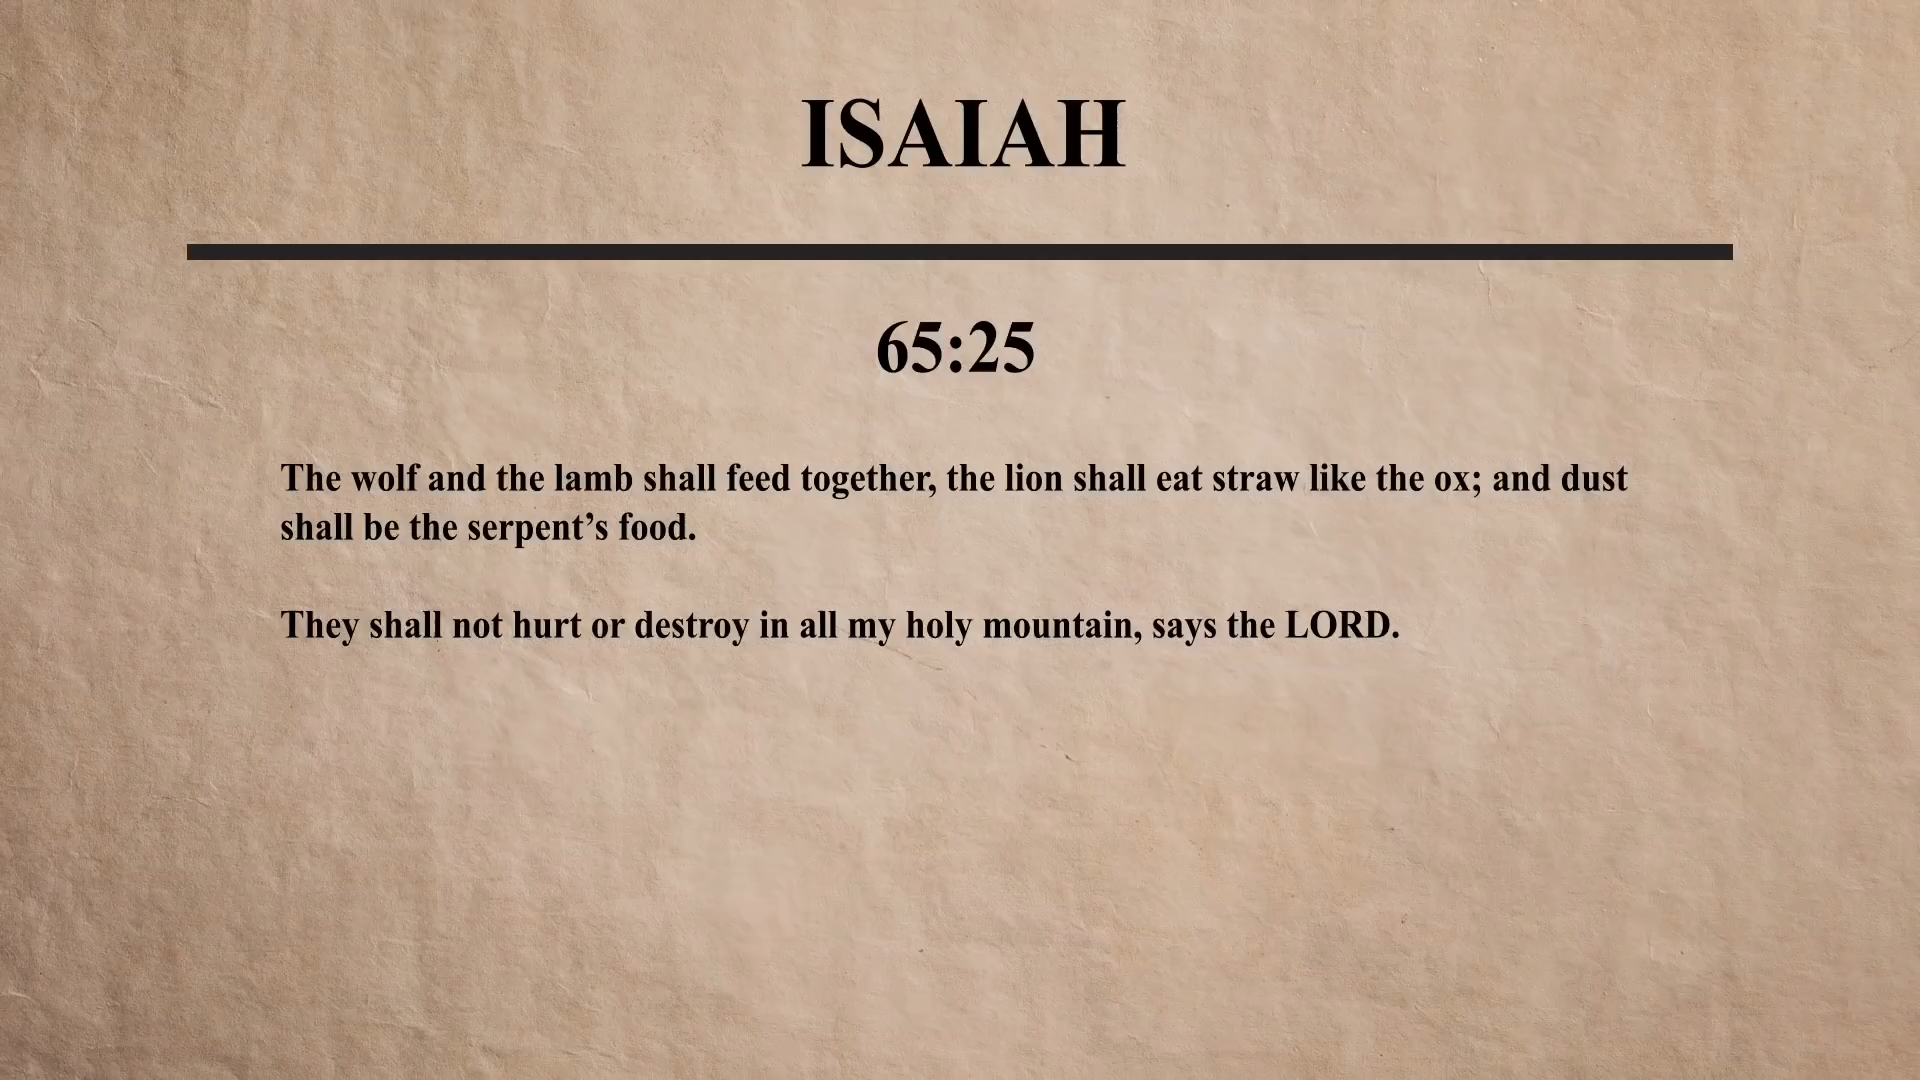 ISAIAH
65:25
The wolf and the lamb shall feed together, the lion shall eat straw like the ox; and dust
shall be the serpent’s food.
They shall not hurt or destroy in all my holy mountain, says the LORD.